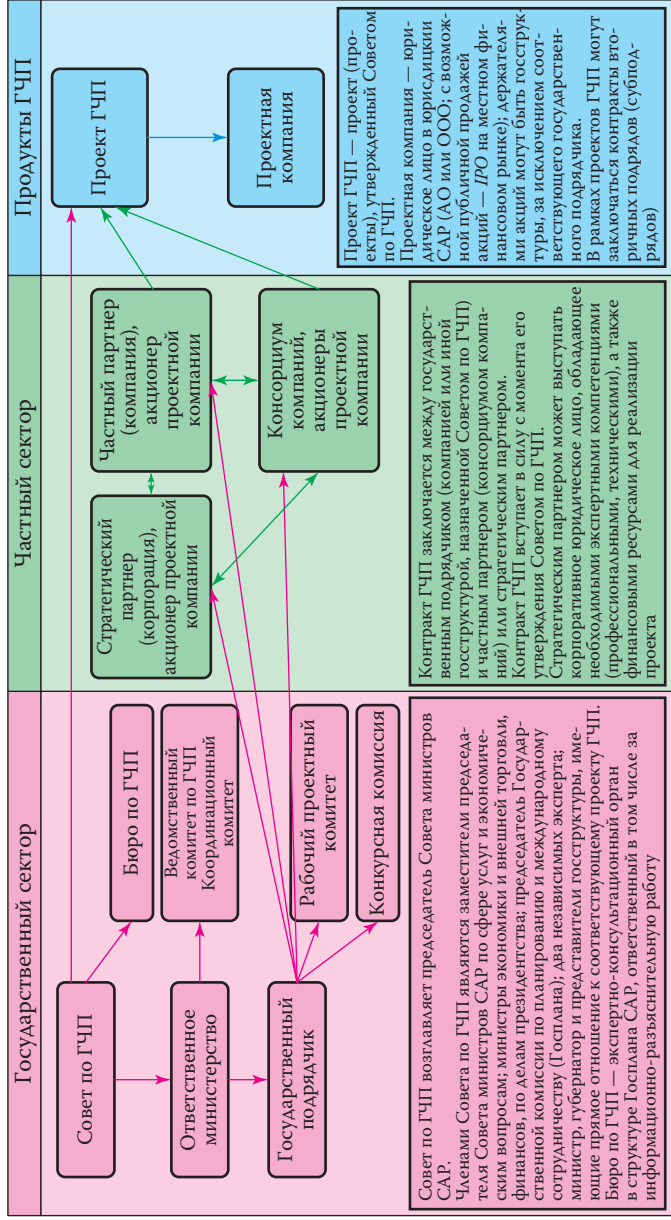 Государственный сектор
Совет по ГЧП
Бюро по ГЧП
Ответственное
министерство
Ведомственный
комитет по ГЧП
Координационный
комитет
Государственный
подрядчик
Рабочий проектный
комитет
Конкурсная комиссия
Совет по ГЧП возглавляет председатель Совета министров
САР.
Членами Совета по ГЧП являются заместители председа-
теля Совета министров САР по сфере услуг и экономиче-
ским вопросам; министры экономики и внешней торговли,
финансов, по делам президентства; председатель Государ-
ственной комиссии по планированию и международному
сотрудничеству (Госплана); два независимых эксперта;
министр, губернатор и представители госструктуры, име-
ющие прямое отношение к соответствующему проекту ГЧП.
Бюро по ГЧП — экспертно-консультационный орган
в структуре Госплана САР, ответственный в том числе за
информационно-разъяснительную работу
Частный сектор
Стратегический
партнер
(корпорация),
акционер проектной
компании
Частный партнер
(компания),
акционер
проектной
компании
Консорциум
компаний,
акционеры
проектной
компании
Контракт ГЧП заключается между государст-
венным подрядчиком (компанией или иной
госструктурой, назначенной Советом по ГЧП)
и частным партнером (консорциумом компа-
ний) или стратегическим партнером.
Контракт ГЧП вступает в силу с момента его
утверждения Советом по ГЧП.
Стратегическим партнером может выступать
корпоративное юридическое лицо, обладающее
необходимыми экспертными компетенциями
(профессиональными, техническими), а также
финансовыми ресурсами для реализации
проекта
Продукты ГЧП
Проект ГЧП
Проектная
компания
Проект ГЧП — проект (про-
екты), утвержденный Советом
по ГЧП.
Проектная компания — юри-
дическое лицо в юрисдикции
САР (АО или ООО; с возмож-
ной публичной продажей
акций — IPO на местном фи-
нансовом рынке); держателя-
ми акций могут быть госструк-
туры, за исключением соот-
ветствующего государствен-
ного подрядчика.
В рамках проектов ГЧП могут
заключаться контракты вто-
ричных подрядов (субпод-
рядов)